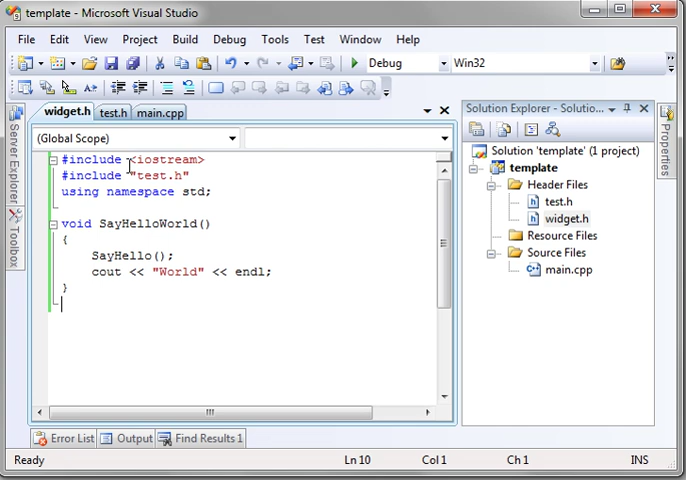 template - Microsoft Visual Studio
File Edit View Project Build Debug Tools Test Window Help
Debug Win32
widget.h test.h main.cpp
(Global Scope)
#include <iostream>
#include "test.h"
using namespace std;
void SayHelloWorld()
{
SayHello();
cout << "World" << endl;
}
Server Explorer
Toolbox
Solution Explorer - Solutio...
Solution 'template' (1 project)
template
Header Files
test.h
widget.h
Resource Files
Source Files
main.cpp
Properties
Error List Output Find Results 1
Ready Ln 10 Col 1 Ch 1 INS